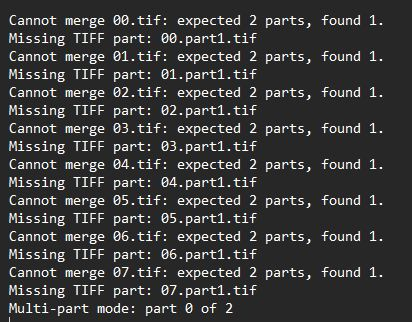 Cannot merge 00.tif: expected 2 parts, found 1.
Missing TIFF part: 00.part1.tif
Cannot merge 01.tif: expected 2 parts, found 1.
Missing TIFF part: 01.part1.tif
Cannot merge 02.tif: expected 2 parts, found 1.
Missing TIFF part: 02.part1.tif
Cannot merge 03.tif: expected 2 parts, found 1.
Missing TIFF part: 03.part1.tif
Cannot merge 04.tif: expected 2 parts, found 1.
Missing TIFF part: 04.part1.tif
Cannot merge 05.tif: expected 2 parts, found 1.
Missing TIFF part: 05.part1.tif
Cannot merge 06.tif: expected 2 parts, found 1.
Missing TIFF part: 06.part1.tif
Cannot merge 07.tif: expected 2 parts, found 1.
Missing TIFF part: 07.part1.tif
Multi-part mode: part 0 of 2